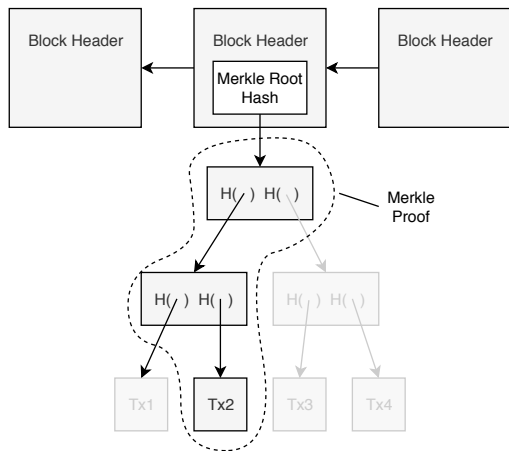 Block Header
Block Header
Block Header
Merkle Root
Hash
H( ) H( )
Merkle
Proof
H( ) H( )
H( ) H( )
Tx1
Tx2
Tx3
Tx4